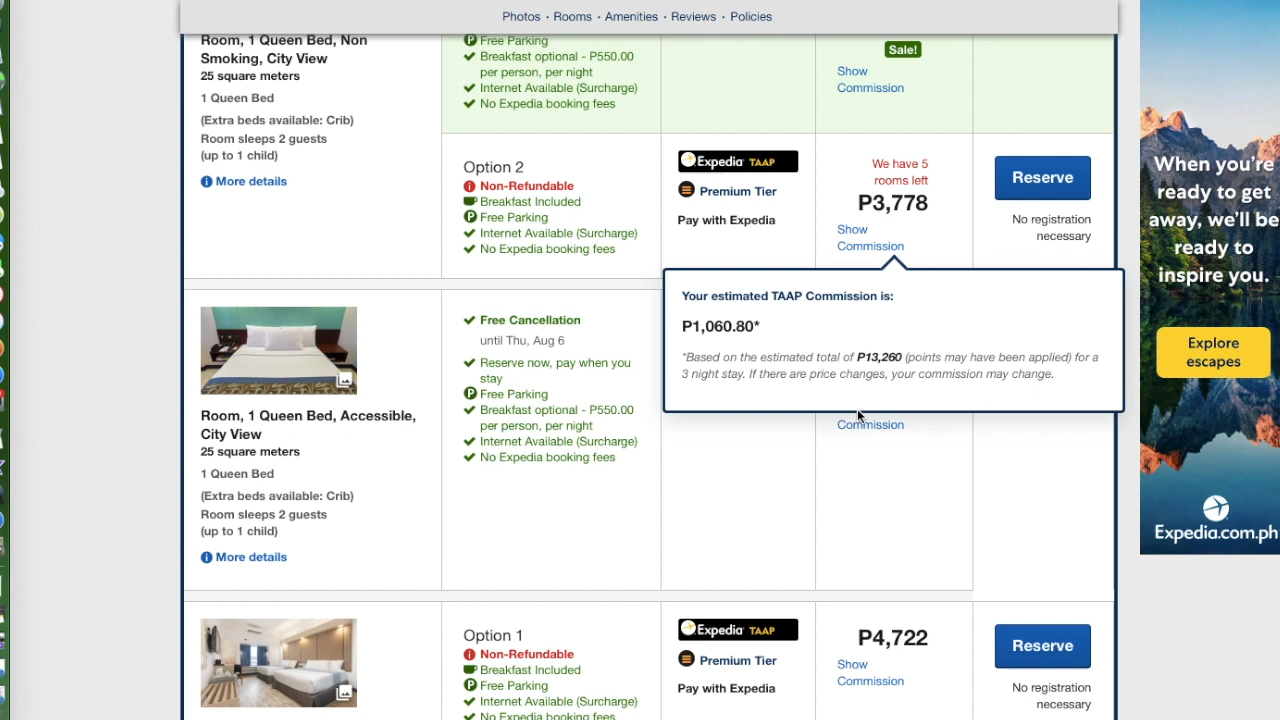 Photos · Rooms · Amenities · Reviews · Policies
Room, 1 Queen Bed, Non
Smoking, City View
25 square meters
1 Queen Bed
(Extra beds available: Crib)
Room sleeps 2 guests
(up to 1 child)
More details
Free Parking
Breakfast optional - P550.00
per person, per night
Internet Available (Surcharge)
No Expedia booking fees
Sale!
Show
Commission
Option 2
Non-Refundable
Breakfast Included
Free Parking
Internet Available (Surcharge)
No Expedia booking fees
Expedia TAAP
Premium Tier
Pay with Expedia
We have 5
rooms left
P3,778
Show
Commission
Reserve
No registration
necessary
Your estimated TAAP Commission is:
P1,060.80*
*Based on the estimated total of P13,260 (points may have been applied) for a
3 night stay. If there are price changes, your commission may change.
Room, 1 Queen Bed, Accessible,
City View
25 square meters
1 Queen Bed
(Extra beds available: Crib)
Room sleeps 2 guests
(up to 1 child)
More details
Free Cancellation
until Thu, Aug 6
Reserve now, pay when you
stay
Free Parking
Breakfast optional - P550.00
per person, per night
Internet Available (Surcharge)
No Expedia booking fees
Commission
Option 1
Non-Refundable
Breakfast Included
Free Parking
Internet Available (Surcharge)
No Expedia booking fees
Expedia TAAP
Premium Tier
Pay with Expedia
P4,722
Show
Commission
Reserve
No registration
necessary
When you're
ready to get
away, we'll be
ready to
inspire you.
Explore
escapes
Expedia.com.ph